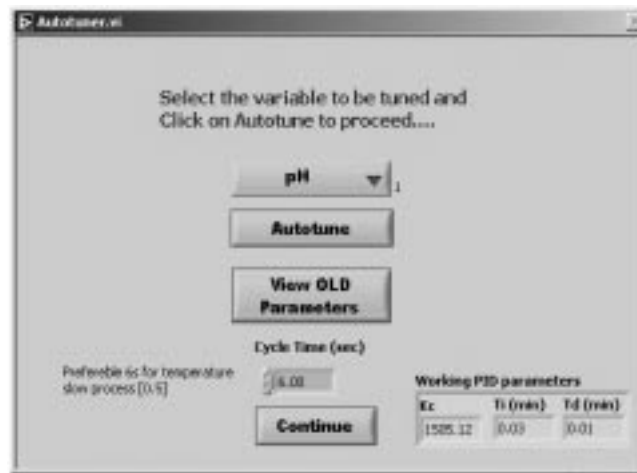 Autotuner.vi
Select the variable to be tuned and
Click on Autotune to proceed....
pH
1
Autotune
View OLD
Parameters
Cycle Time (sec)
Preferable 6s for temperature
slow process [0.5]
6.00
Continue
Working PID parameters
Kc Ti (min) Td (min)
1585.12 0.03 0.01